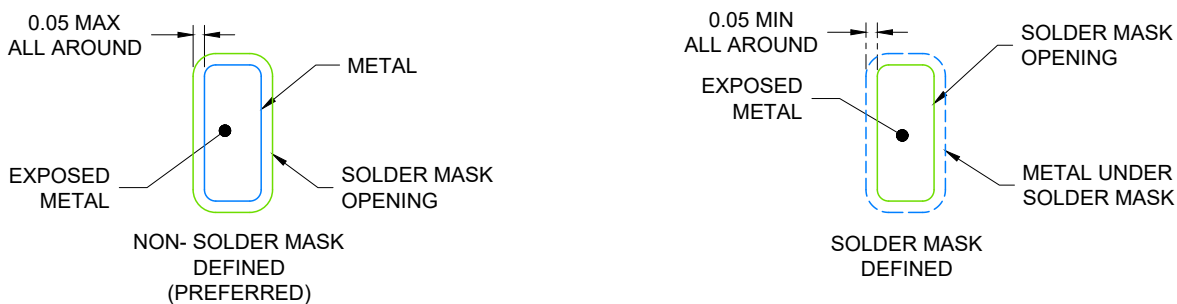 0.05 MAX
ALL AROUND
METAL
EXPOSED
METAL
SOLDER MASK
OPENING
NON- SOLDER MASK
DEFINED
(PREFERRED)
0.05 MIN
ALL AROUND
SOLDER MASK
OPENING
EXPOSED
METAL
METAL UNDER
SOLDER MASK
SOLDER MASK
DEFINED